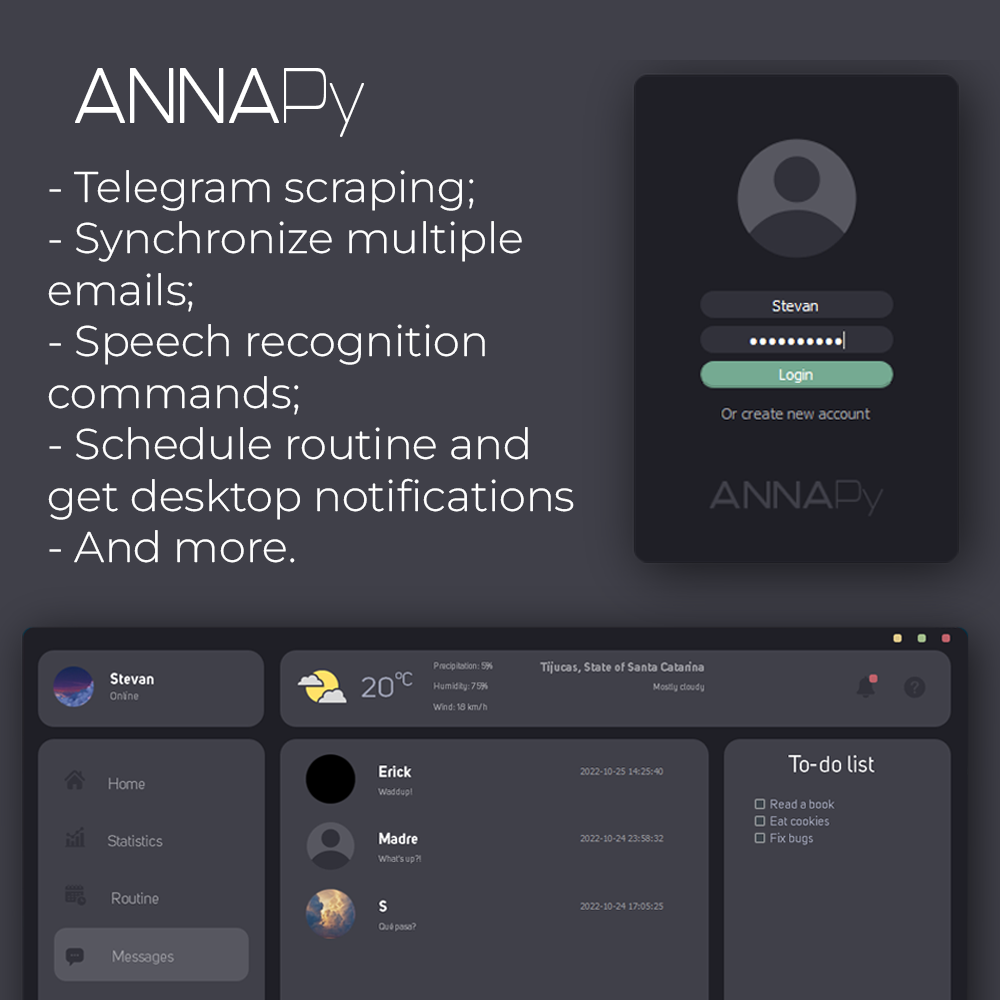 ANNAPy
- Telegram scraping;
- Synchronize multiple
emails;
- Speech recognition
commands;
- Schedule routine and
get desktop notifications
- And more.
Stevan
••••••••••
Login
Or create new account
ANNAPy
Stevan
Online
20°C
Precipitation: 5%
Humidity: 75%
Wind: 18 km/h
Tijucas, State of Santa Catarina
Mostly cloudy
?
Home
Statistics
Routine
Messages
Erick
2022-10-25 14:25:40
Waddup!
Madre
2022-10-24 23:58:32
What's up?!
S
2022-10-24 17:05:25
Qué pasa?
To-do list
Read a book
Eat cookies
Fix bugs